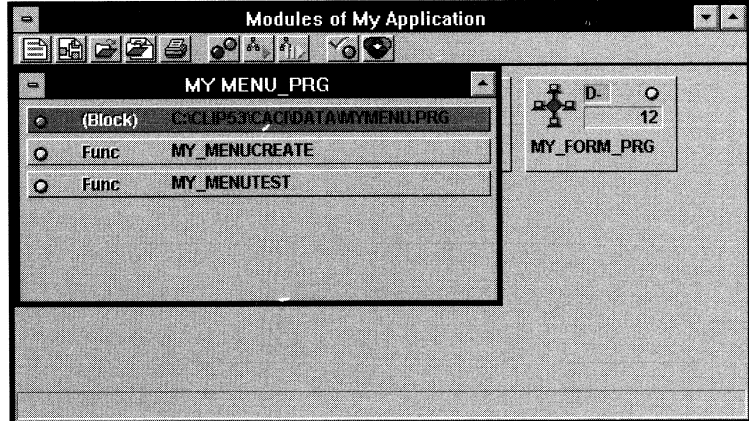 Modules of My Application
MY MENU_PRG
(Block) C:\CLIP53\CACI\DATA\MYMENU.PRG
Func MY_MENUCREATE
Func MY_MENUTEST
D-
12
MY_FORM_PRG